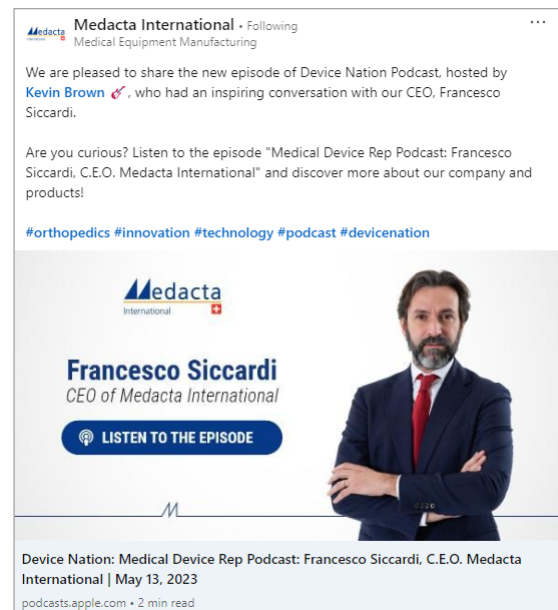 Medacta International • Following
Medical Equipment Manufacturing
Medacta
International
We are pleased to share the new episode of Device Nation Podcast, hosted by
Kevin Brown 🎸, who had an inspiring conversation with our CEO, Francesco
Siccardi.
Are you curious? Listen to the episode "Medical Device Rep Podcast: Francesco
Siccardi, C.E.O. Medacta International" and discover more about our company and
products!
#orthopedics #innovation #technology #podcast #devicenation
Medacta
International
Francesco Siccardi
CEO of Medacta International
LISTEN TO THE EPISODE
Device Nation: Medical Device Rep Podcast: Francesco Siccardi, C.E.O. Medacta
International | May 13, 2023
podcasts.apple.com • 2 min read